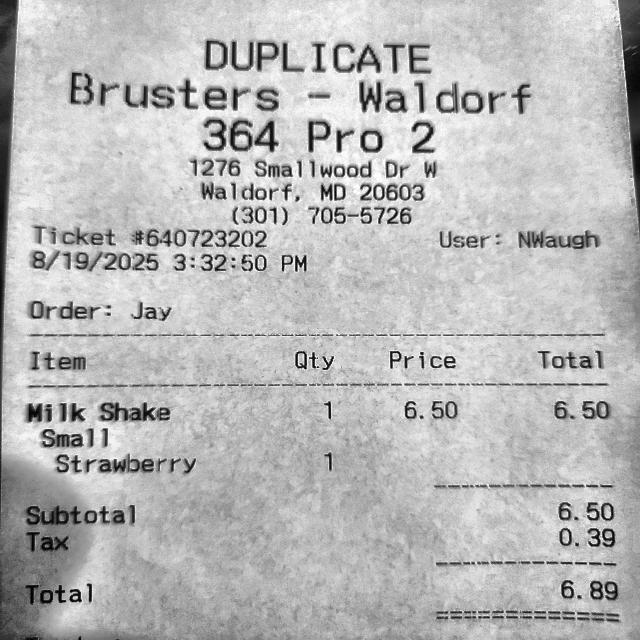 DUPLICATE
Brusters - Waldorf
364 Pro 2
1276 Smallwood Dr W
Waldorf, MD 20603
(301) 705-5726
Ticket #640723202 User: NWaugh
8/19/2025 3:32:50 PM
Order: Jay
Item Qty Price Total
Milk Shake 1 6.50 6.50
Small
Strawberry 1
Subtotal 6.50
Tax 0.39
Total 6.89